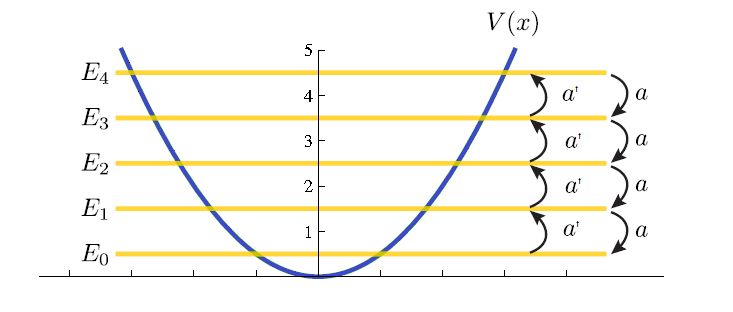 V(x)
5
E₄
4
a†
a
E₃
3
a†
a
E₂
2
a†
a
E₁
1
a†
a
E₀